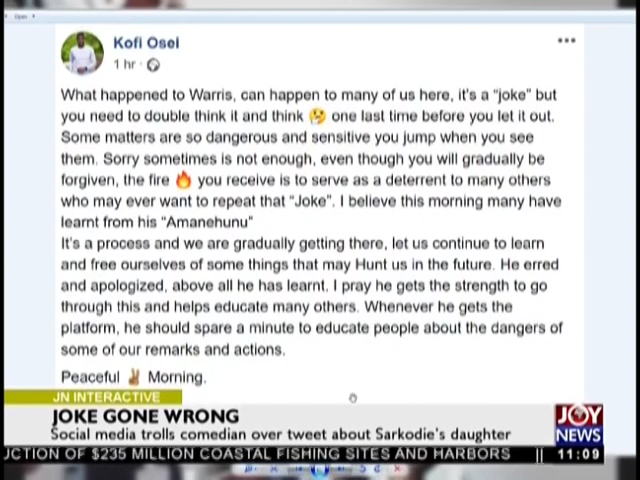 Open
Kofi Osei
1 hr ·
What happened to Warris, can happen to many of us here, it's a "joke" but
you need to double think it and think 🤔 one last time before you let it out.
Some matters are so dangerous and sensitive you jump when you see
them. Sorry sometimes is not enough, even though you will gradually be
forgiven, the fire 🔥 you receive is to serve as a deterrent to many others
who may ever want to repeat that "Joke". I believe this morning many have
learnt from his "Amanehunu"
It's a process and we are gradually getting there, let us continue to learn
and free ourselves of some things that may Hunt us in the future. He erred
and apologized, above all he has learnt. I pray he gets the strength to go
through this and helps educate many others. Whenever he gets the
platform, he should spare a minute to educate people about the dangers of
some of our remarks and actions.
Peaceful ✌🏽 Morning.
JN INTERACTIVE
JOKE GONE WRONG
Social media trolls comedian over tweet about Sarkodie's daughter
JOY
NEWS
UCTION OF $235 MILLION COASTAL FISHING SITES AND HARBORS
11:09